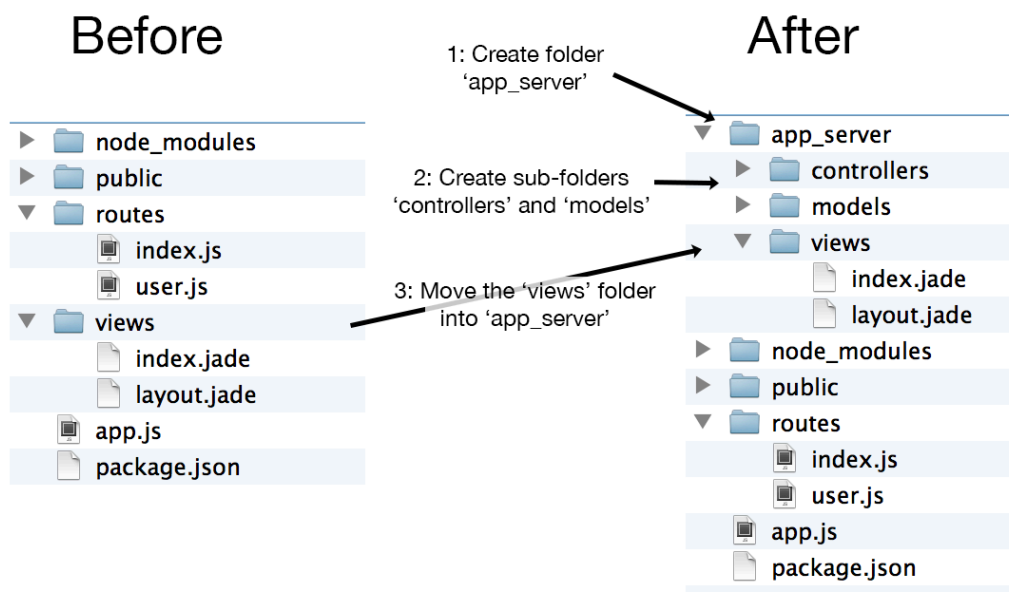 Before
After
1: Create folder
‘app_server’
2: Create sub-folders
‘controllers’ and ‘models’
3: Move the ‘views’ folder
into ‘app_server’
node_modules
public
routes
index.js
user.js
views
index.jade
layout.jade
app.js
package.json
app_server
controllers
models
views
index.jade
layout.jade
node_modules
public
routes
index.js
user.js
app.js
package.json